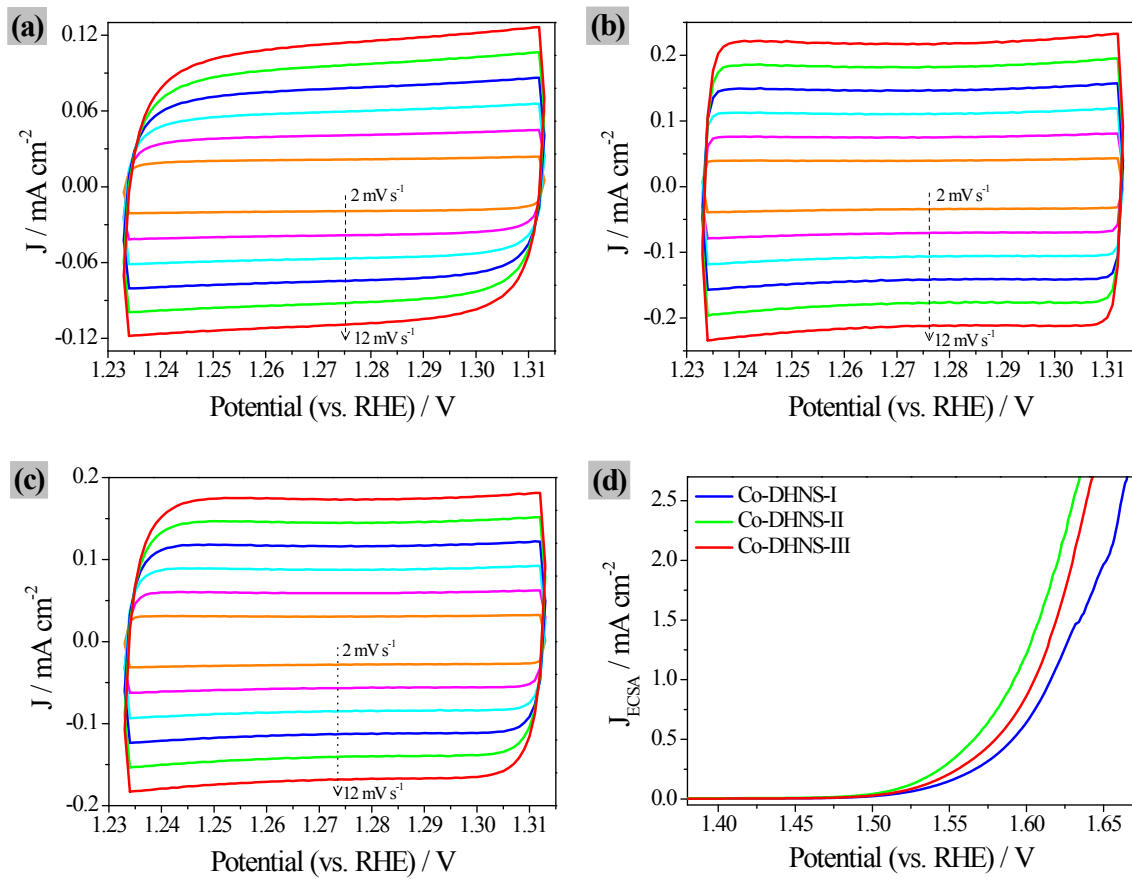 (a)
J / mA cm-2
0.12
0.06
0.00
-0.06
-0.12
2 mV s-1
12 mV s-1
1.23 1.24 1.25 1.26 1.27 1.28 1.29 1.30 1.31
Potential (vs. RHE) / V
(b)
J / mA cm-2
0.2
0.1
0.0
-0.1
-0.2
2 mV s-1
12 mV s-1
1.23 1.24 1.25 1.26 1.27 1.28 1.29 1.30 1.31
Potential (vs. RHE) / V
(c)
J / mA cm-2
0.2
0.1
0.0
-0.1
-0.2
2 mV s-1
12 mV s-1
1.23 1.24 1.25 1.26 1.27 1.28 1.29 1.30 1.31
Potential (vs. RHE) / V
(d)
JECSA / mA cm-2
2.5
2.0
1.5
1.0
0.5
0.0
Co-DHNS-I
Co-DHNS-II
Co-DHNS-III
1.40 1.45 1.50 1.55 1.60 1.65
Potential (vs. RHE) / V